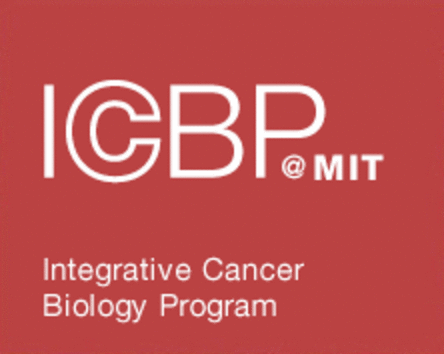 ICBP
@MIT
Integrative Cancer
Biology Program